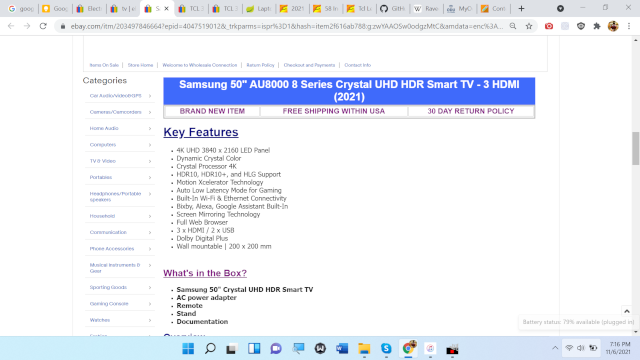 goog
Goog
Elect
tv | p
S
TCL
TCL
Lapt
2021
S8 In
Tcl L
GitH
Raw-
MyC
Cont
ebay.com/itm/203497846664?epid=4047519012&_trkparms=ispr%3D1&hash=item2f616ab788:g:zwYAAOSw0odgzMtC&amdata=enc%3A...
Items On Sale | Store Home | Welcome to Wholesale Connection | Return Policy | Checkout and Payments | Contact Info
Categories
Car Audio/Video&GPS
Cameras/Camcorders
Home Audio
Computers
TV & Video
Portables
Headphones/Portable
speakers
Household
Communication
Phone Accessories
Musical Instruments &
Gear
Sporting Goods
Gaming Console
Watches
Samsung 50" AU8000 8 Series Crystal UHD HDR Smart TV - 3 HDMI
(2021)
BRAND NEW ITEM
FREE SHIPPING WITHIN USA
30 DAY RETURN POLICY
Key Features
• 4K UHD 3840 x 2160 LED Panel
• Dynamic Crystal Color
• Crystal Processor 4K
• HDR10, HDR10+, and HLG Support
• Motion Xcelerator Technology
• Auto Low Latency Mode for Gaming
• Built-In Wi-Fi & Ethernet Connectivity
• Bixby, Alexa, Google Assistant Built-In
• Screen Mirroring Technology
• Full Web Browser
• 3 x HDMI / 2 x USB
• Dolby Digital Plus
• Wall mountable | 200 x 200 mm
What's in the Box?
• Samsung 50" Crystal UHD HDR Smart TV
• AC power adapter
• Remote
• Stand
• Documentation
Battery status: 79% available (plugged in)
7:16 PM
11/6/2021